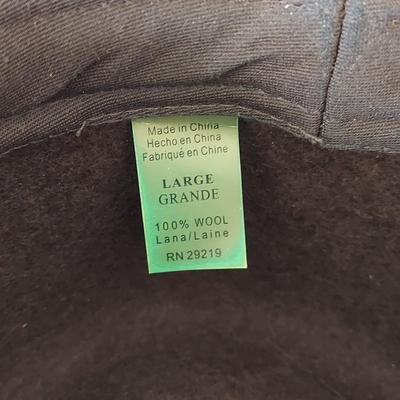 Made in China
Hecho en China
Fabriqué en Chine
LARGE
GRANDE
100% WOOL
Lana/Laine
RN 29219